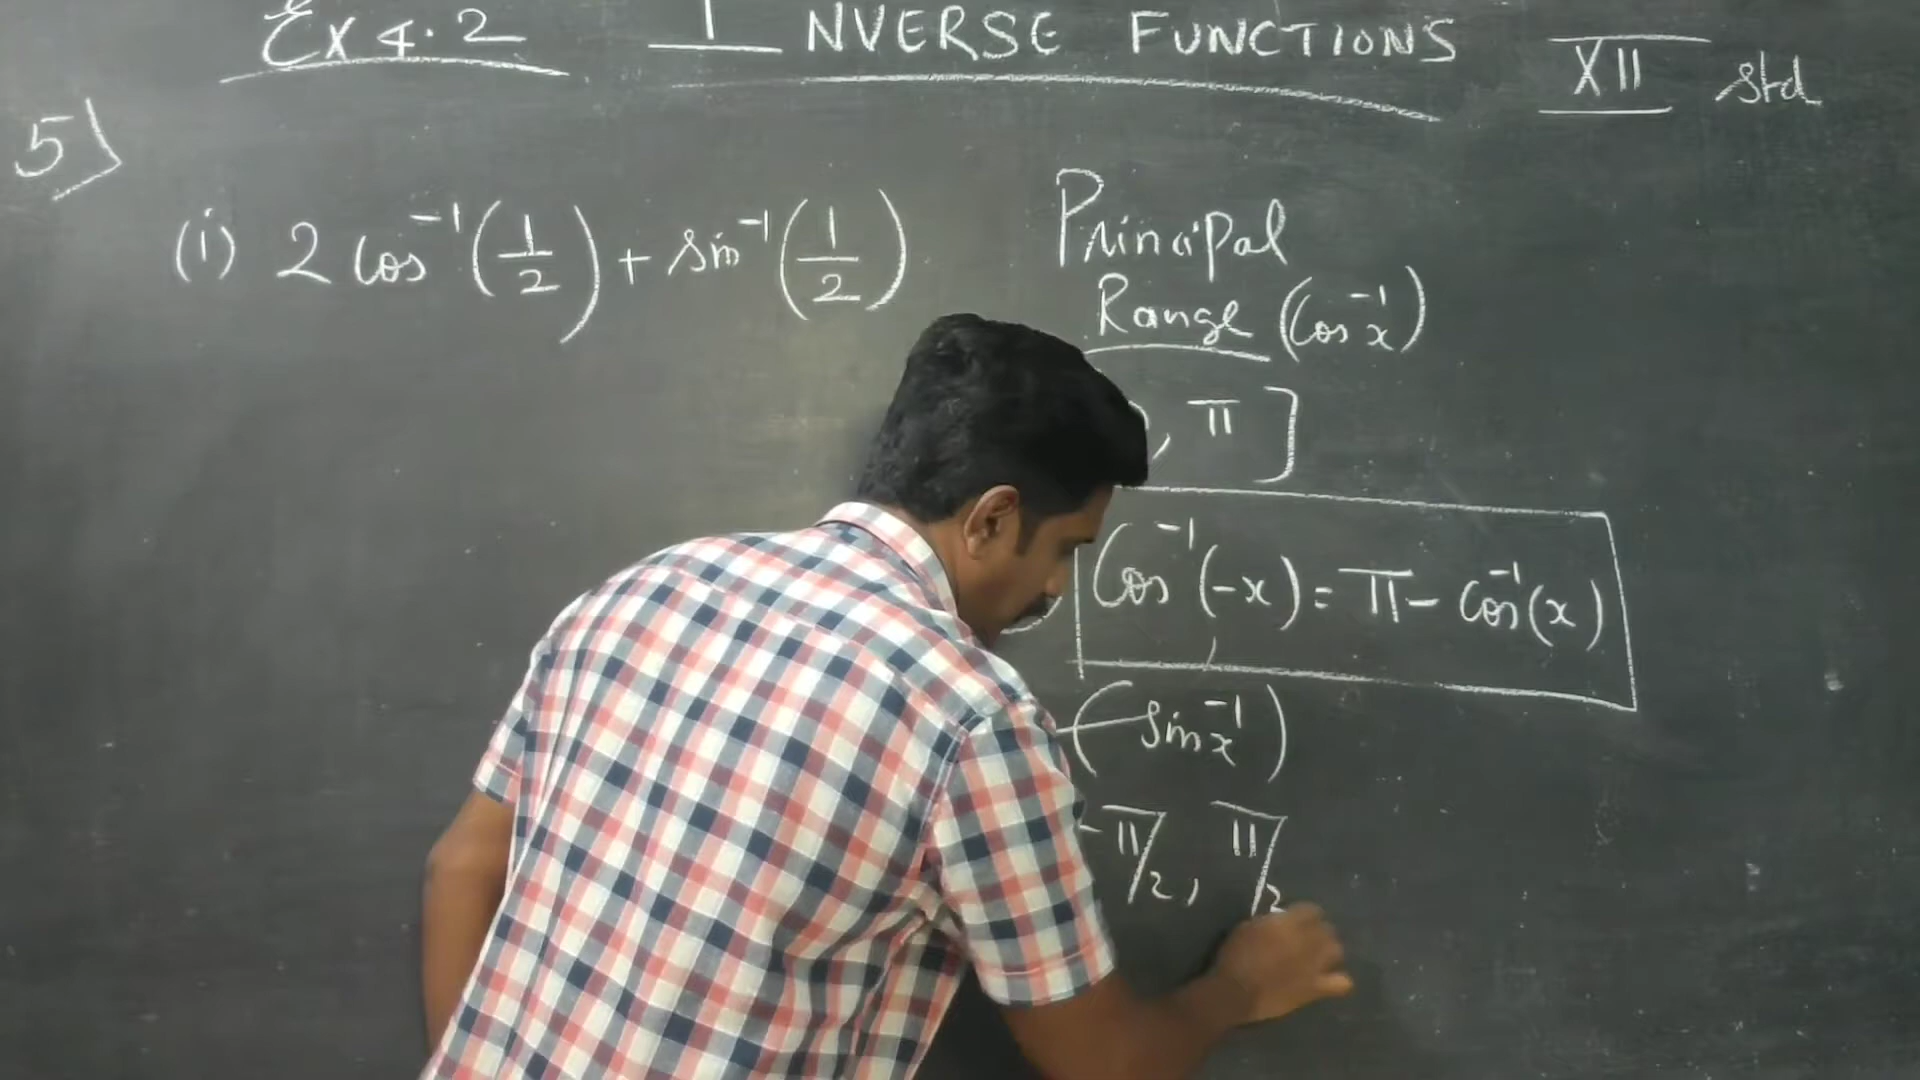 Ex 4.2 INVERSE FUNCTIONS XII std
5)
(i) 2 cos⁻¹(1/2) + sin⁻¹(1/2)
Principal
Range (cos⁻¹x)
, π ]
Cos⁻¹(-x) = π - cos⁻¹(x)
(sin⁻¹x)
-π/2, π/2